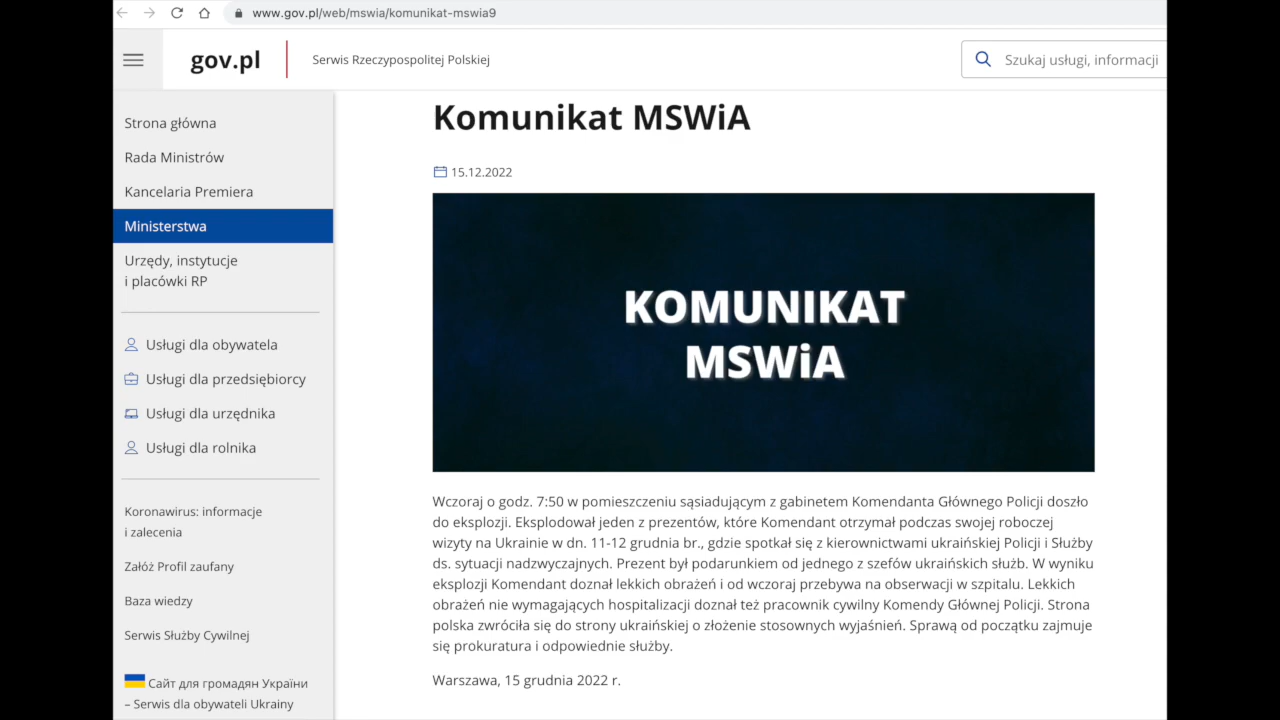 www.gov.pl/web/mswia/komunikat-mswia9
gov.pl
Serwis Rzeczypospolitej Polskiej
Szukaj usługi, informacji
Strona główna
Rada Ministrów
Kancelaria Premiera
Ministerstwa
Urzędy, instytucje
i placówki RP
Usługi dla obywatela
Usługi dla przedsiębiorcy
Usługi dla urzędnika
Usługi dla rolnika
Koronawirus: informacje
i zalecenia
Załóż Profil zaufany
Baza wiedzy
Serwis Służby Cywilnej
Сайт для громадян України
– Serwis dla obywateli Ukrainy
Komunikat MSWiA
15.12.2022
KOMUNIKAT
MSWiA
Wczoraj o godz. 7:50 w pomieszczeniu sąsiadującym z gabinetem Komendanta Głównego Policji doszło
do eksplozji. Eksplodował jeden z prezentów, które Komendant otrzymał podczas swojej roboczej
wizyty na Ukrainie w dn. 11-12 grudnia br., gdzie spotkał się z kierownictwami ukraińskiej Policji i Służby
ds. sytuacji nadzwyczajnych. Prezent był podarunkiem od jednego z szefów ukraińskich służb. W wyniku
eksplozji Komendant doznał lekkich obrażeń i od wczoraj przebywa na obserwacji w szpitalu. Lekkich
obrażeń nie wymagających hospitalizacji doznał też pracownik cywilny Komendy Głównej Policji. Strona
polska zwróciła się do strony ukraińskiej o złożenie stosownych wyjaśnień. Sprawą od początku zajmuje
się prokuratura i odpowiednie służby.
Warszawa, 15 grudnia 2022 r.